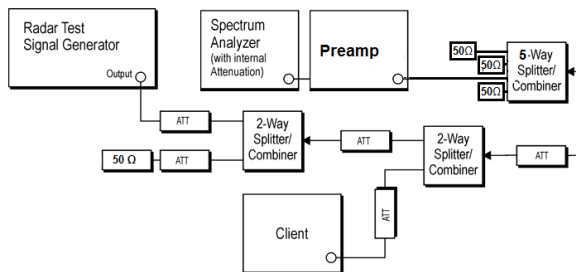 Radar Test
Signal Generator
Output
Spectrum
Analyzer
(with internal
Attenuation)
Preamp
50Ω
50Ω
50Ω
5-Way
Splitter/
Combiner
ATT
50 Ω
ATT
2-Way
Splitter/
Combiner
ATT
2-Way
Splitter/
Combiner
ATT
ATT
Client